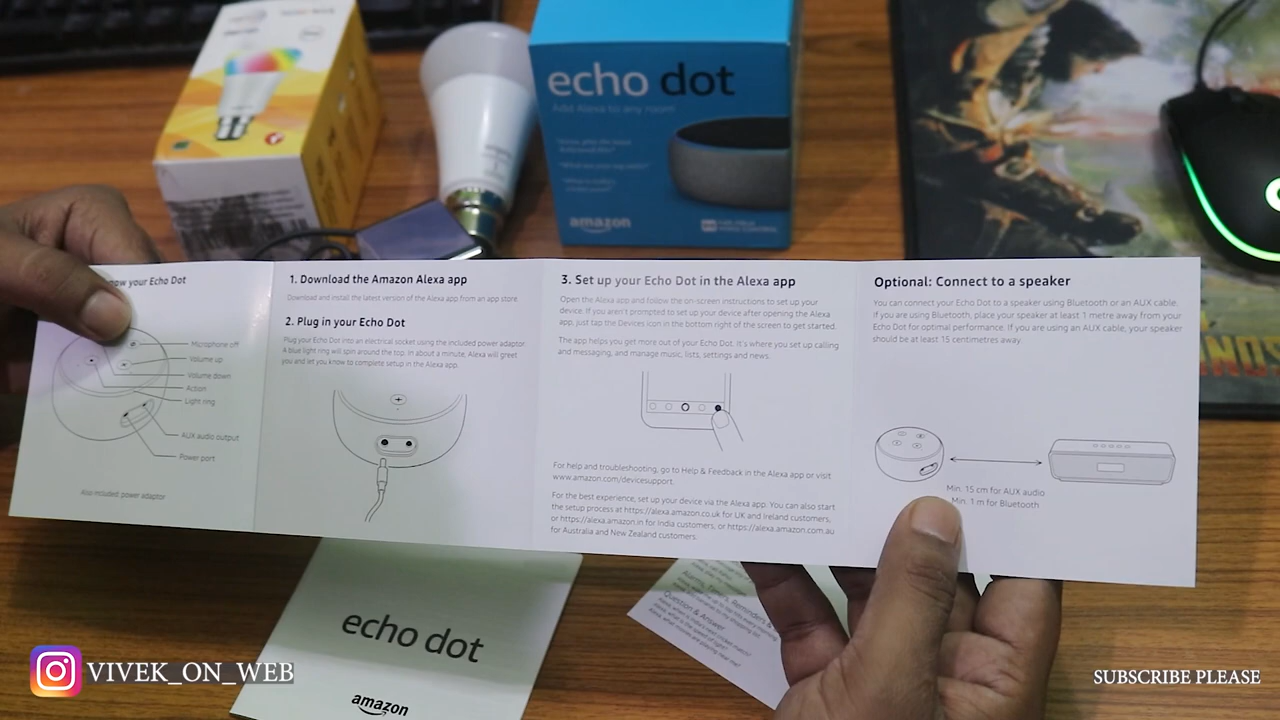 echo dot
Add Alexa to any room
amazon
now your Echo Dot
Microphone off
Volume up
Volume down
Action
Light ring
AUX audio output
Power port
Also included: power adaptor
1. Download the Amazon Alexa app
Download and install the latest version of the Alexa app from an app store.
2. Plug in your Echo Dot
Plug your Echo Dot into an electrical socket using the included power adaptor.
A blue light ring will spin around the top. In about a minute, Alexa will greet
you and let you know to complete setup in the Alexa app.
3. Set up your Echo Dot in the Alexa app
Open the Alexa app and follow the on-screen instructions to set up your
device. If you aren't prompted to set up your device after opening the Alexa
app, just tap the Devices icon in the bottom right of the screen to get started.
The app helps you get more out of your Echo Dot. It's where you set up calling
and messaging, and manage music, lists, settings and news.
For help and troubleshooting, go to Help & Feedback in the Alexa app or visit
www.amazon.com/devicesupport.
For the best experience, set up your device via the Alexa app. You can also start
the setup process at https://alexa.amazon.co.uk for UK and Ireland customers,
or https://alexa.amazon.in for India customers, or https://alexa.amazon.com.au
for Australia and New Zealand customers.
Optional: Connect to a speaker
You can connect your Echo Dot to a speaker using Bluetooth or an AUX cable.
If you are using Bluetooth, place your speaker at least 1 metre away from your
Echo Dot for optimal performance. If you are using an AUX cable, your speaker
should be at least 15 centimetres away.
Min. 15 cm for AUX audio
Min. 1 m for Bluetooth
echo dot
amazon
Question & Answer
VIVEK_ON_WEB
SUBSCRIBE PLEASE